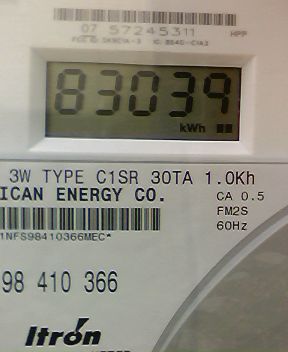 07 57245311 HPP
83039
kWh
3W TYPE C1SR 30TA 1.0Kh
ICAN ENERGY CO.
CA 0.5
FM2S
60Hz
1NFS98410366MEC*
98 410 366
Itron